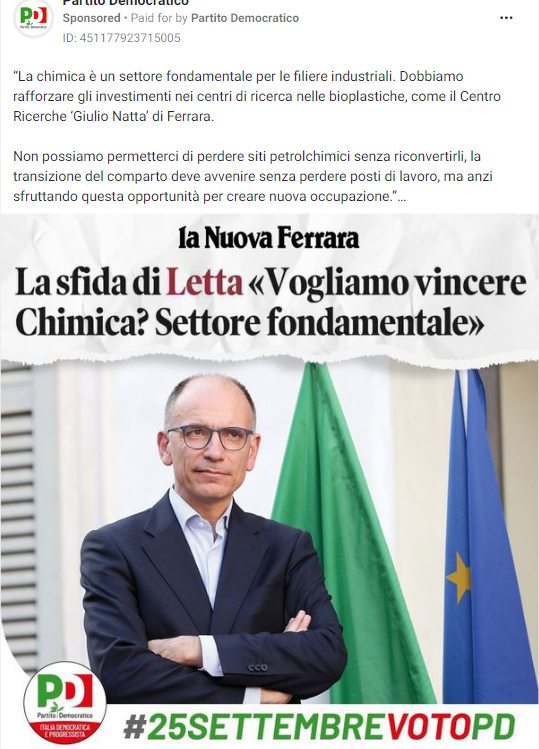 Partito Democratico
Sponsored • Paid for by Partito Democratico
ID: 451177923715005
“La chimica è un settore fondamentale per le filiere industriali. Dobbiamo
rafforzare gli investimenti nei centri di ricerca nelle bioplastiche, come il Centro
Ricerche ‘Giulio Natta’ di Ferrara.
Non possiamo permetterci di perdere siti petrolchimici senza riconvertirli, la
transizione del comparto deve avvenire senza perdere posti di lavoro, ma anzi
sfruttando questa opportunità per creare nuova occupazione.”...
la Nuova Ferrara
La sfida di Letta «Vogliamo vincere
Chimica? Settore fondamentale»
PD
Partito Democratico
ITALIA DEMOCRATICA
E PROGRESSISTA
#25SETTEMBREVOTOPD